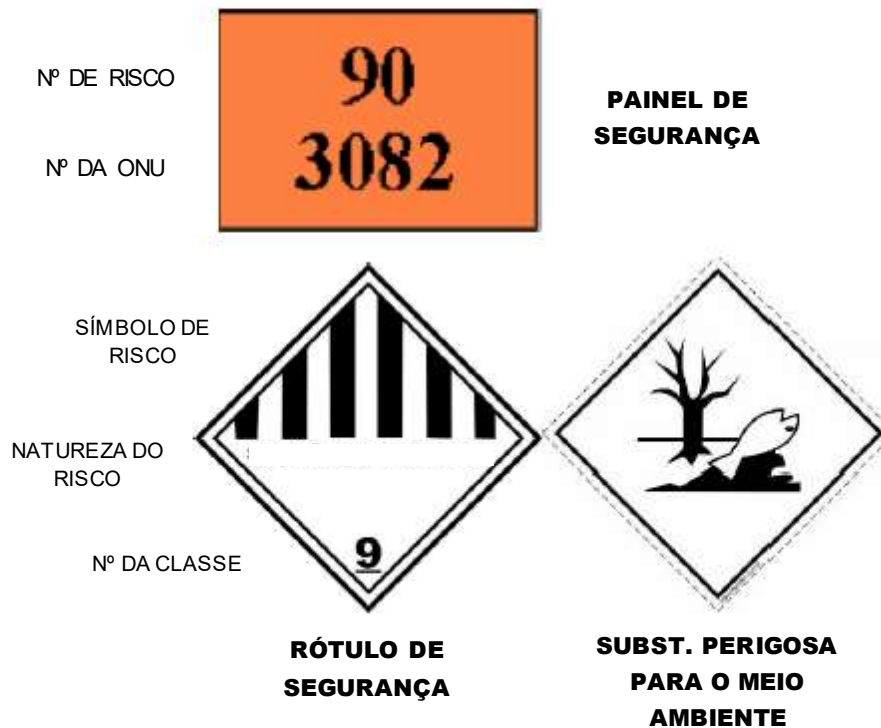 Nº DE RISCO
90
Nº DA ONU
3082
PAINEL DE
SEGURANÇA
SÍMBOLO DE
RISCO
NATUREZA DO
RISCO
Nº DA CLASSE
9
RÓTULO DE
SEGURANÇA
SUBST. PERIGOSA
PARA O MEIO
AMBIENTE